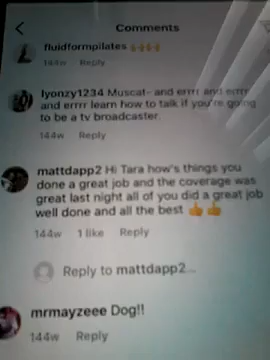 Comments
fluidformpilates 🙌🙌🙌🙌
144w Reply
lyonzy1234 Muscat- and errrr and errrr
and errrr learn how to talk if you're going
to be a tv broadcaster.
144w Reply
mattdapp2 Hi Tara how's things you
done a great job and the coverage was
great last night all of you did a great job
well done and all the best 👍👍
144w 1 like Reply
Reply to mattdapp2...
mrmayzeee Dog!!
144w Reply